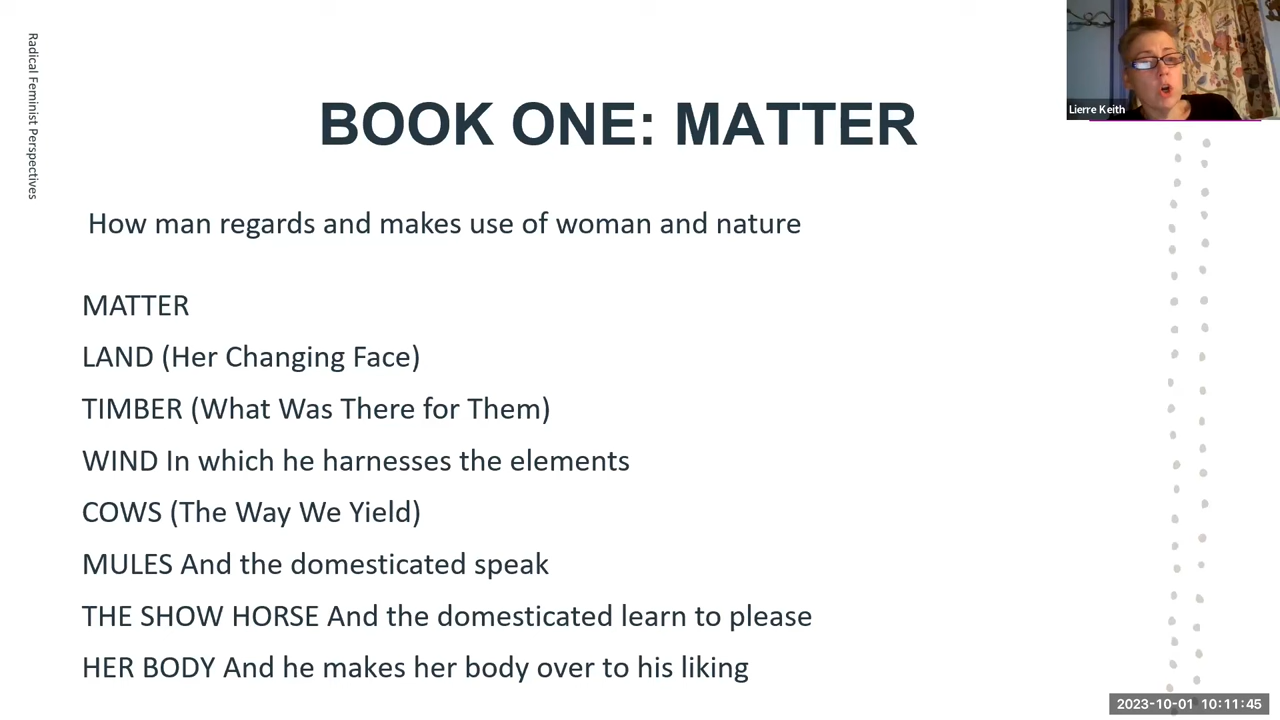 Radical Feminist Perspectives
Lierre Keith
BOOK ONE: MATTER
How man regards and makes use of woman and nature
MATTER
LAND (Her Changing Face)
TIMBER (What Was There for Them)
WIND In which he harnesses the elements
COWS (The Way We Yield)
MULES And the domesticated speak
THE SHOW HORSE And the domesticated learn to please
HER BODY And he makes her body over to his liking
2023-10-01 10:11:45